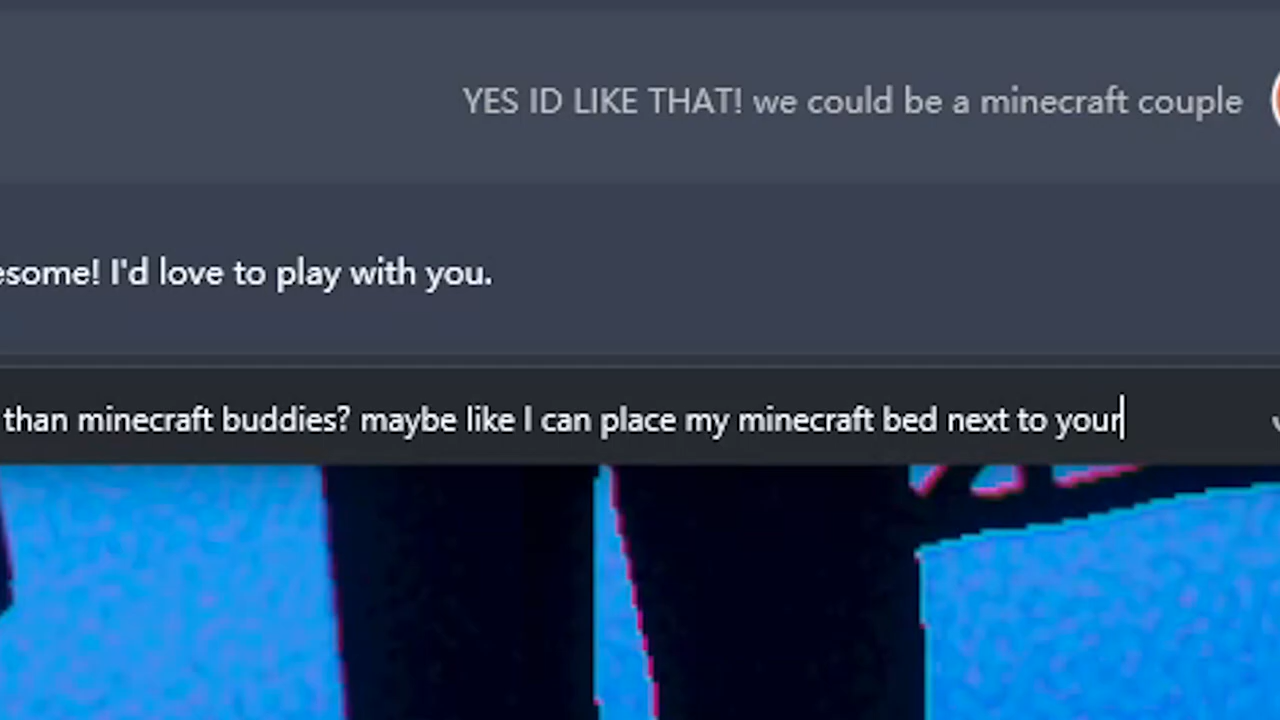 YES ID LIKE THAT! we could be a minecraft couple
esome! I'd love to play with you.
than minecraft buddies? maybe like I can place my minecraft bed next to your